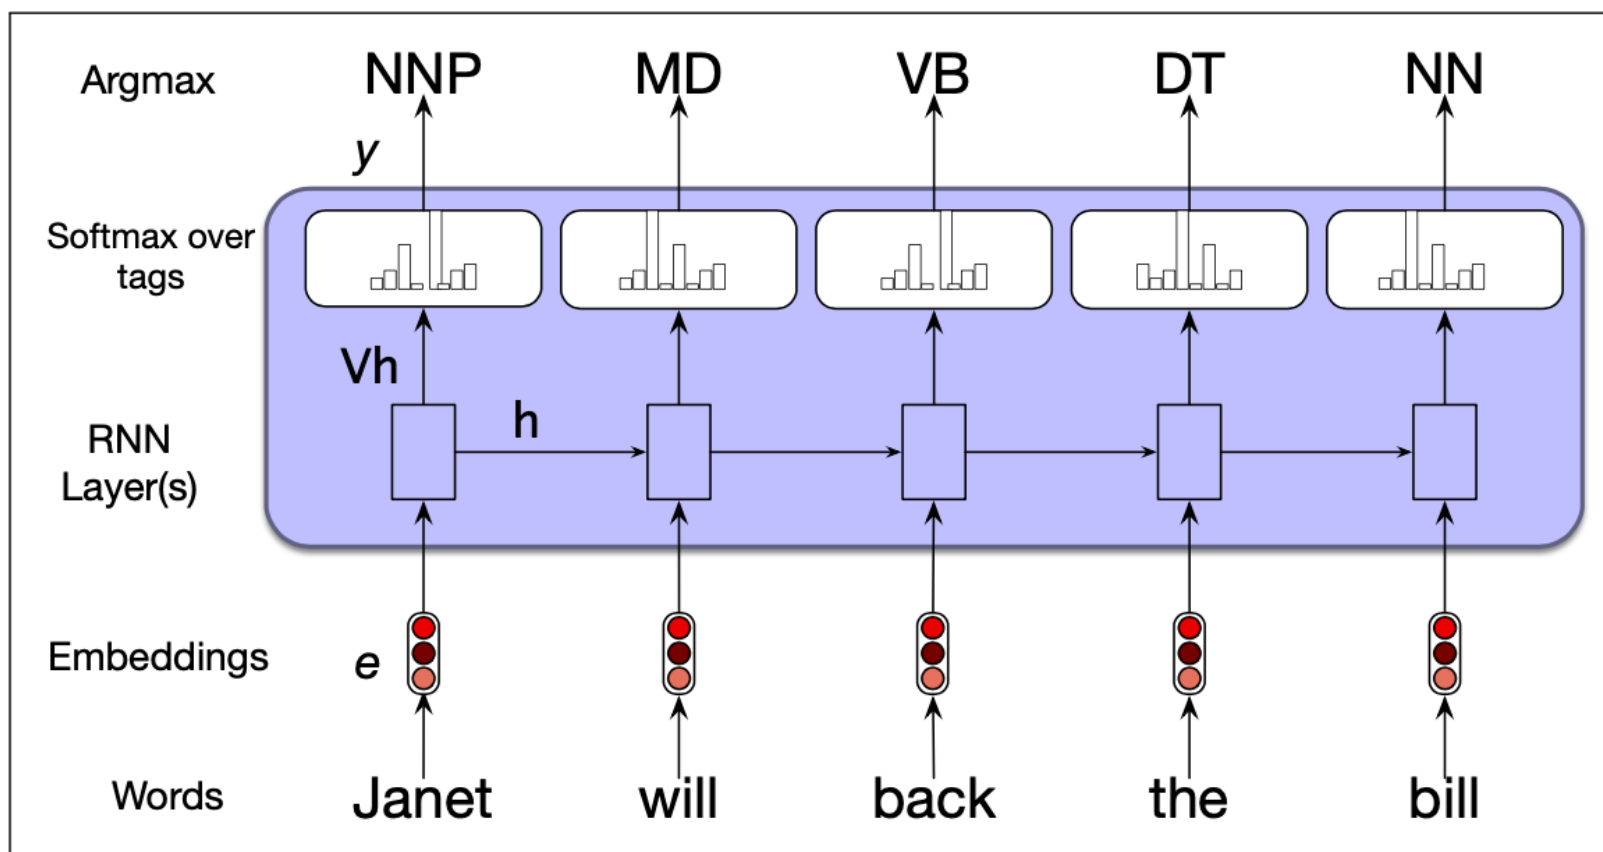 Argmax NNP MD VB DT NN
y
Softmax over
tags
Vh
h
RNN
Layer(s)
Embeddings e
Words Janet will back the bill